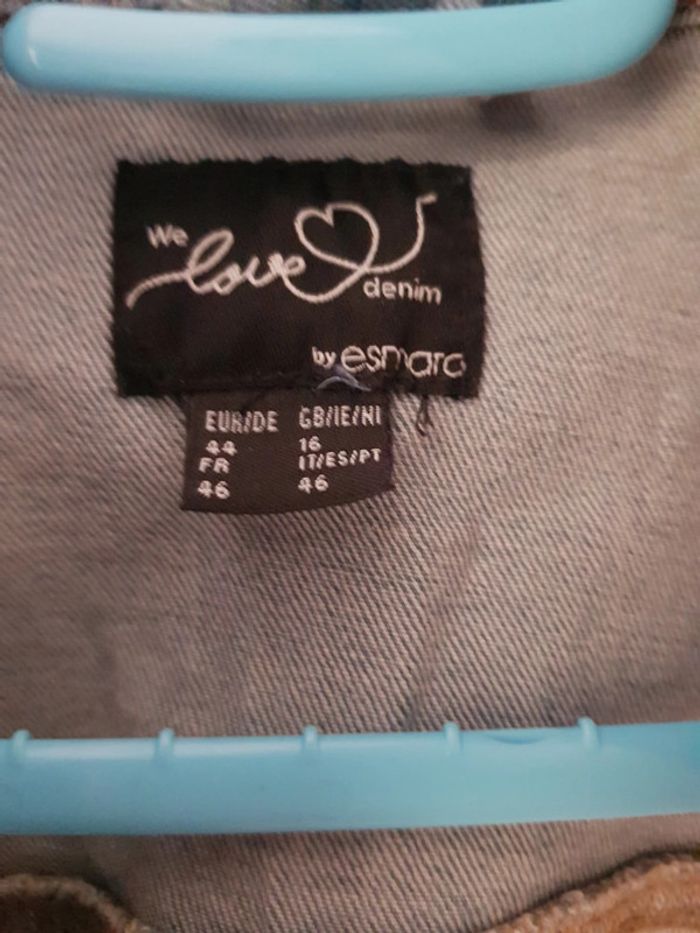 We
love
denim
by esmara
EUR/DE GB/IE/NI
44 16
FR IT/ES/PT
46 46